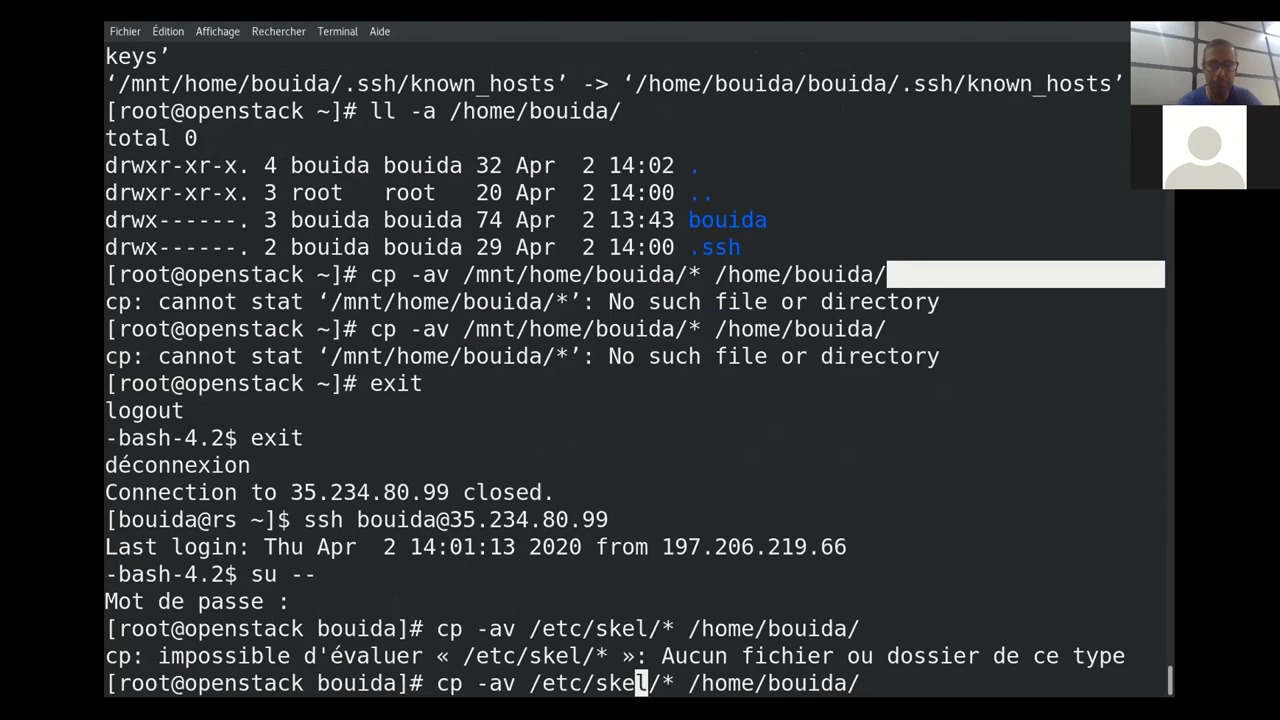 Fichier Édition Affichage Rechercher Terminal Aide
keys’
‘/mnt/home/bouida/.ssh/known_hosts’ -> ‘/home/bouida/bouida/.ssh/known_hosts’
[root@openstack ~]# ll -a /home/bouida/
total 0
drwxr-xr-x. 4 bouida bouida 32 Apr  2 14:02 .
drwxr-xr-x. 3 root   root   20 Apr  2 14:00 ..
drwx------. 3 bouida bouida 74 Apr  2 13:43 bouida
drwx------. 2 bouida bouida 29 Apr  2 14:00 .ssh
[root@openstack ~]# cp -av /mnt/home/bouida/* /home/bouida/
cp: cannot stat ‘/mnt/home/bouida/*’: No such file or directory
[root@openstack ~]# cp -av /mnt/home/bouida/* /home/bouida/
cp: cannot stat ‘/mnt/home/bouida/*’: No such file or directory
[root@openstack ~]# exit
logout
-bash-4.2$ exit
déconnexion
Connection to 35.234.80.99 closed.
[bouida@rs ~]$ ssh bouida@35.234.80.99
Last login: Thu Apr  2 14:01:13 2020 from 197.206.219.66
-bash-4.2$ su --
Mot de passe :
[root@openstack bouida]# cp -av /etc/skel/* /home/bouida/
cp: impossible d'évaluer « /etc/skel/* »: Aucun fichier ou dossier de ce type
[root@openstack bouida]# cp -av /etc/skel/* /home/bouida/